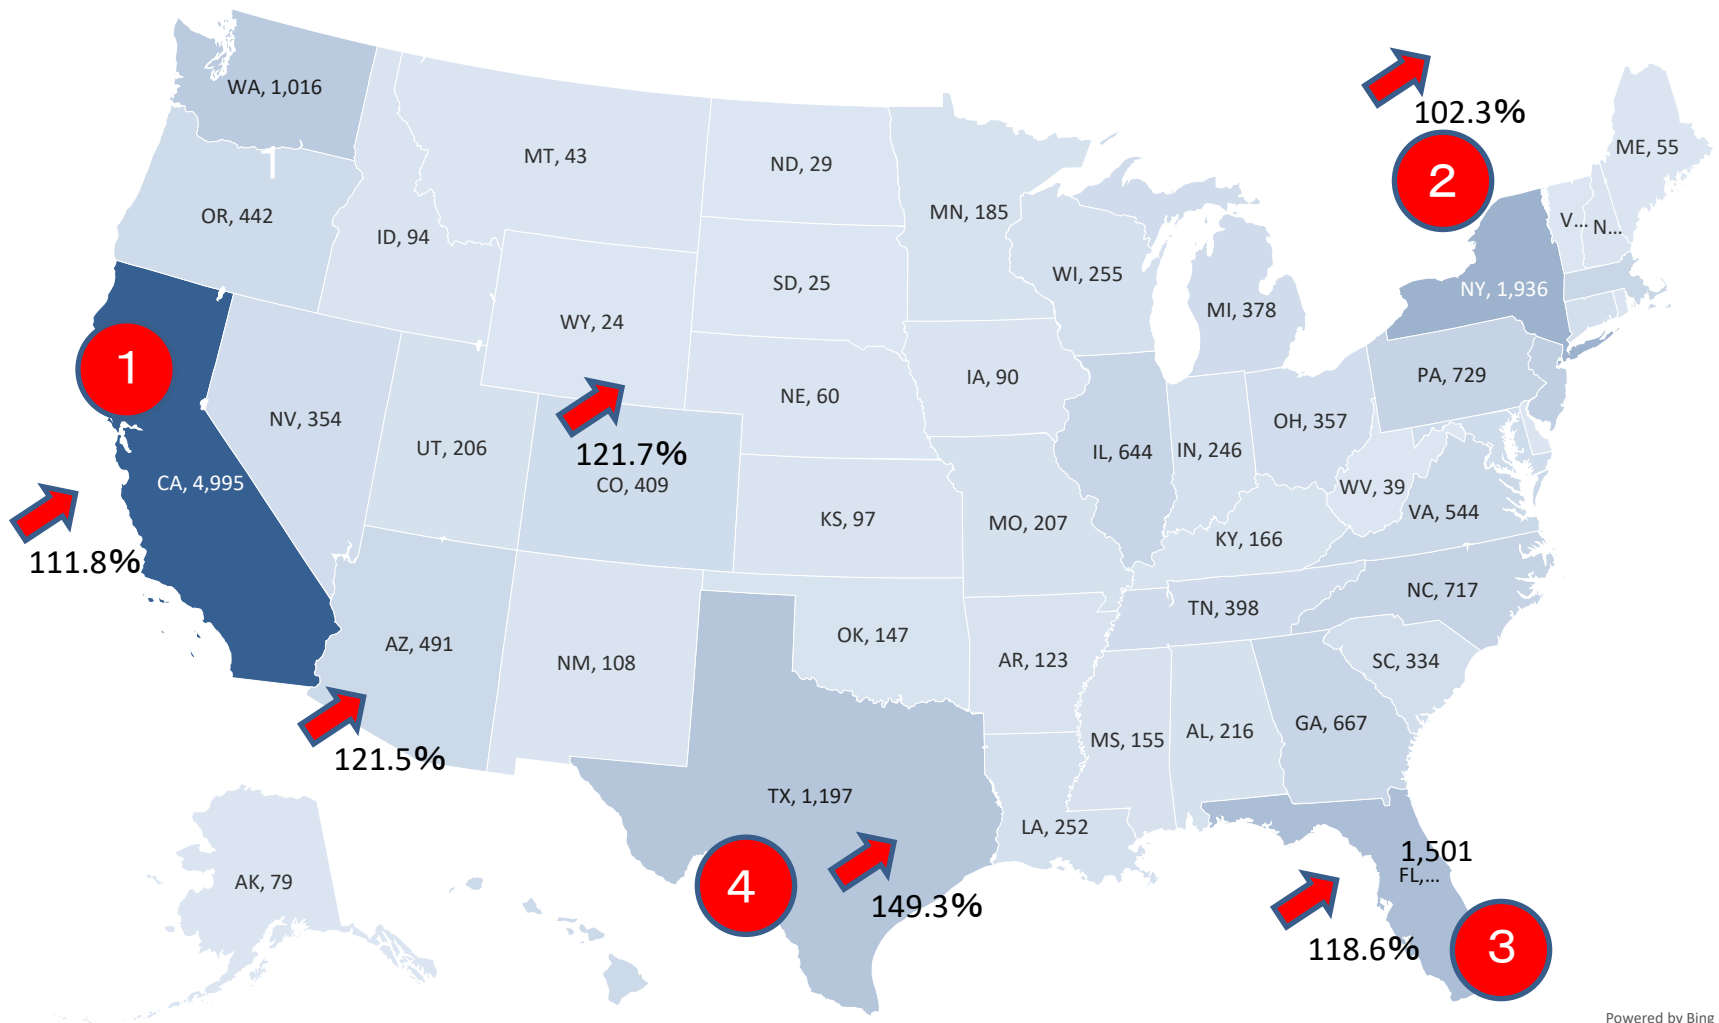 102.3%
WA, 1,016
1
ME, 55
MT, 43
ND, 29
2
MN, 185
OR, 442
V...
N...
ID, 94
WI, 255
SD, 25
NY, 1,936
MI, 378
WY, 24
1
PA, 729
IA, 90
NE, 60
NV, 354
OH, 357
UT, 206
121.7%
IL, 644
IN, 246
CA, 4,995
CO, 409
WV, 39
VA, 544
KS, 97
MO, 207
KY, 166
111.8%
NC, 717
TN, 398
OK, 147
AZ, 491
NM, 108
AR, 123
SC, 334
GA, 667
AL, 216
MS, 155
121.5%
TX, 1,197
LA, 252
1,501
FL,...
AK, 79
4
149.3%
118.6%
3
Powered by Bing